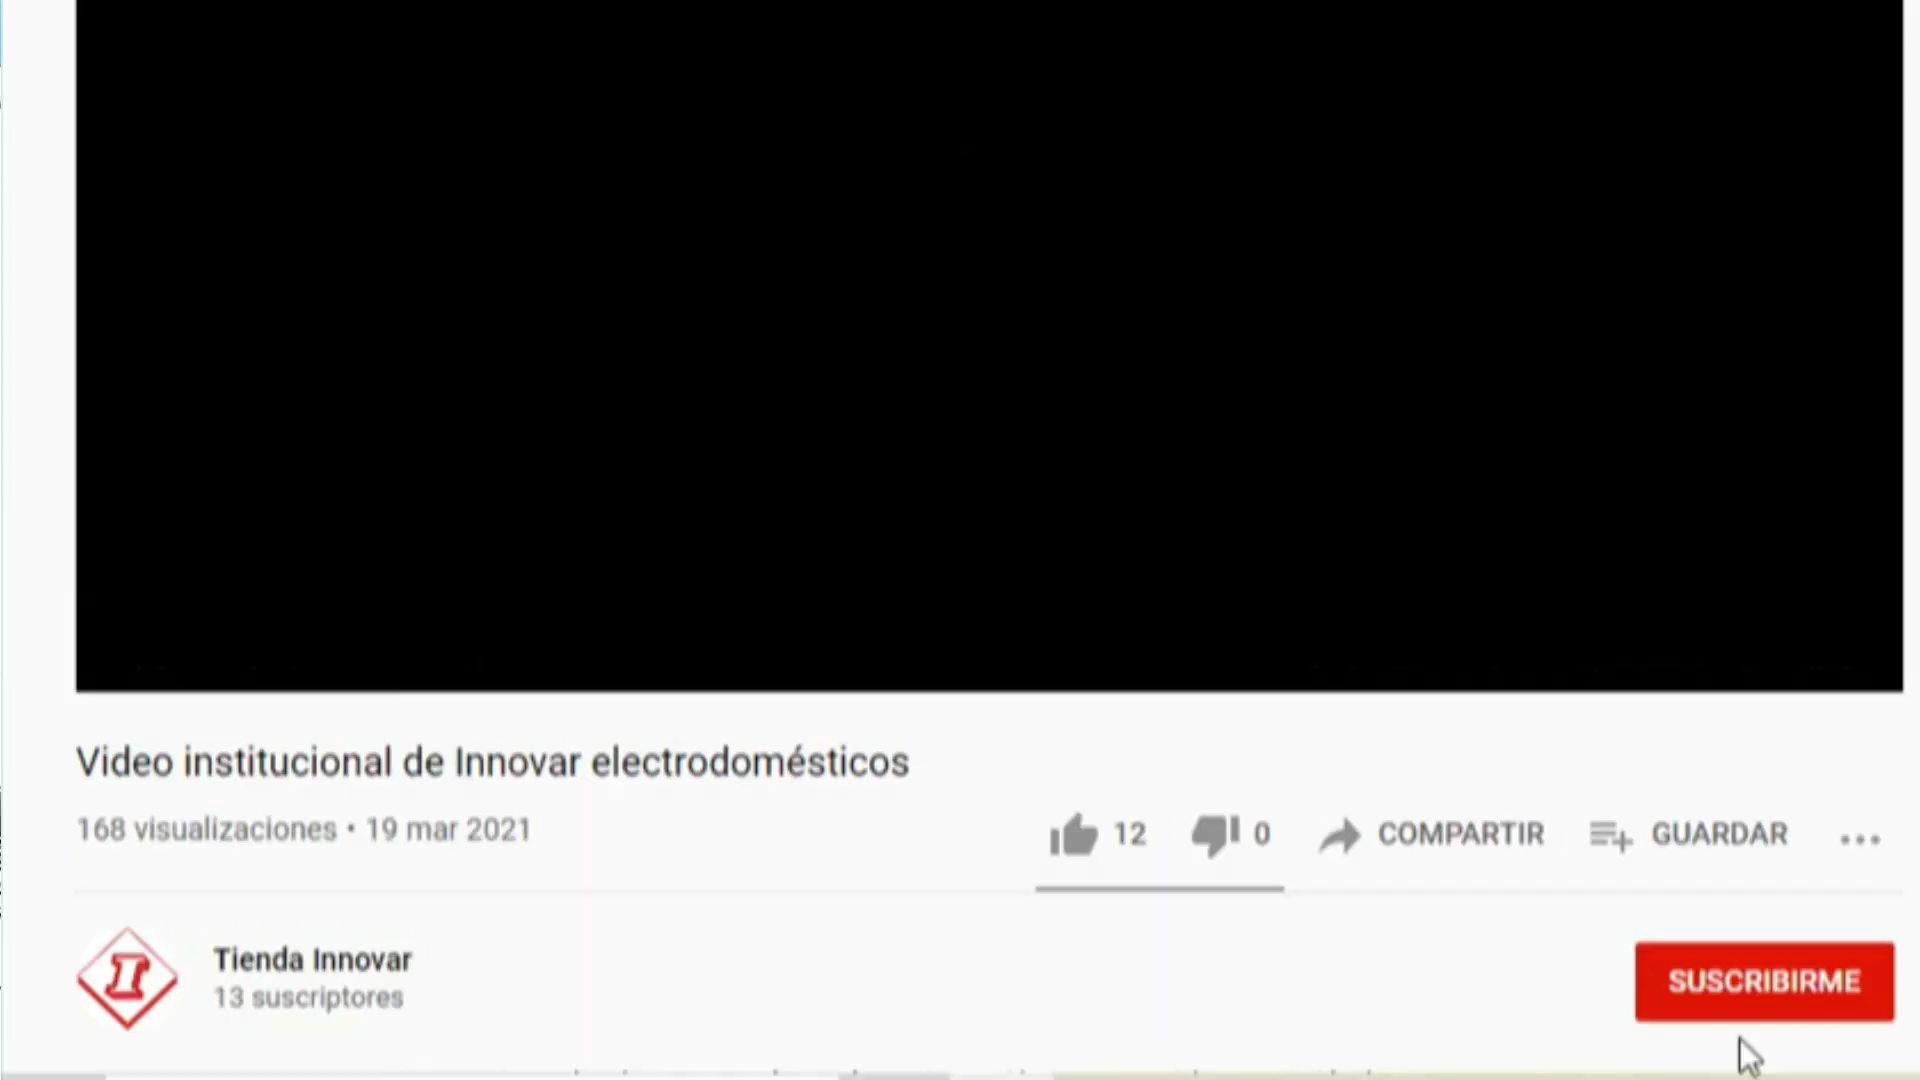 Video institucional de Innovar electrodomésticos
168 visualizaciones • 19 mar 2021
12 0 COMPARTIR GUARDAR ...
I
Tienda Innovar
13 suscriptores
SUSCRIBIRME